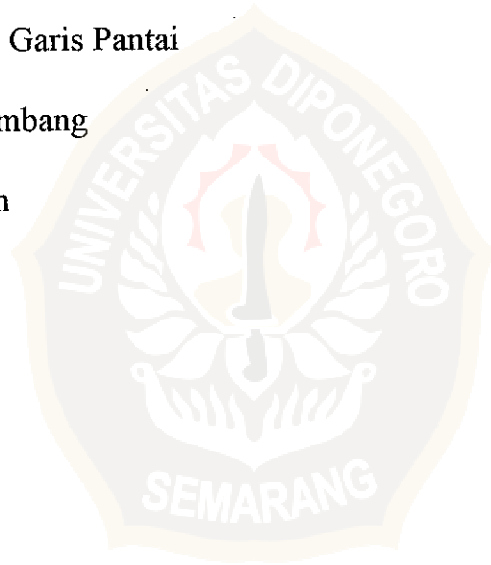 Garis Pantai
mbang
n
UNIVERSITAS DIPONEGORO
SEMARANG